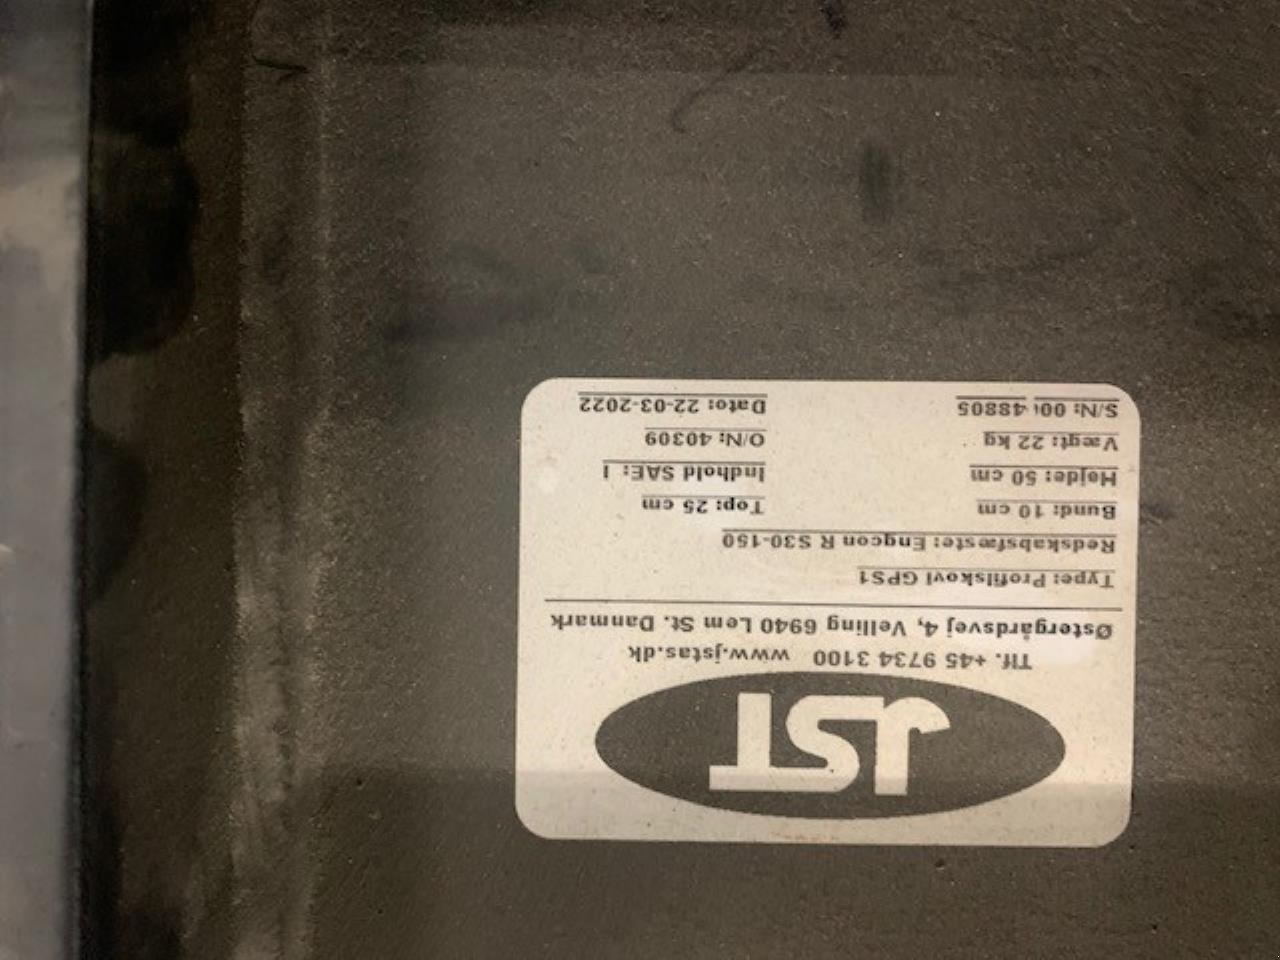 JST
Tlf. +45 9734 3100 www.jstas.dk
Østergårdsvej 4, Velling 6940 Lem St. Danmark
Type: Profilskovl GPS1
Redskabsfæste: Engcon R S30-150
Bund: 10 cm Top: 25 cm
Højde: 50 cm Indhold SAE: l
Vægt: 22 kg O/N: 40309
S/N: Dato: 22-03-2022